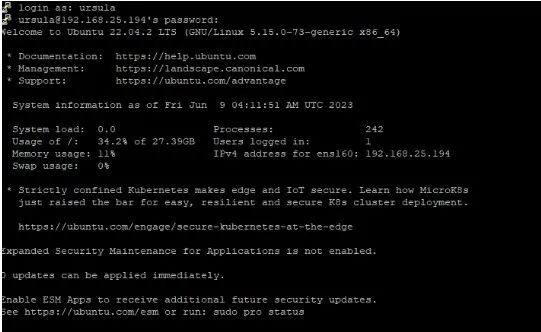 login as: ursula
ursula@192.168.25.194's password:
Welcome to Ubuntu 22.04.2 LTS (GNU/Linux 5.15.0-73-generic x86_64)
* Documentation: https://help.ubuntu.com
* Management: https://landscape.canonical.com
* Support: https://ubuntu.com/advantage
System information as of Fri Jun 9 04:11:51 AM UTC 2023
System load: 0.0 Processes: 242
Usage of /: 34.2% of 27.39GB Users logged in: 1
Memory usage: 11% IPv4 address for ens160: 192.168.25.194
Swap usage: 0%
* Strictly confined Kubernetes makes edge and IoT secure. Learn how MicroK8s
just raised the bar for easy, resilient and secure K8s cluster deployment.
https://ubuntu.com/engage/secure-kubernetes-at-the-edge
Expanded Security Maintenance for Applications is not enabled.
0 updates can be applied immediately.
Enable ESM Apps to receive additional future security updates.
See https://ubuntu.com/esm or run: sudo pro status